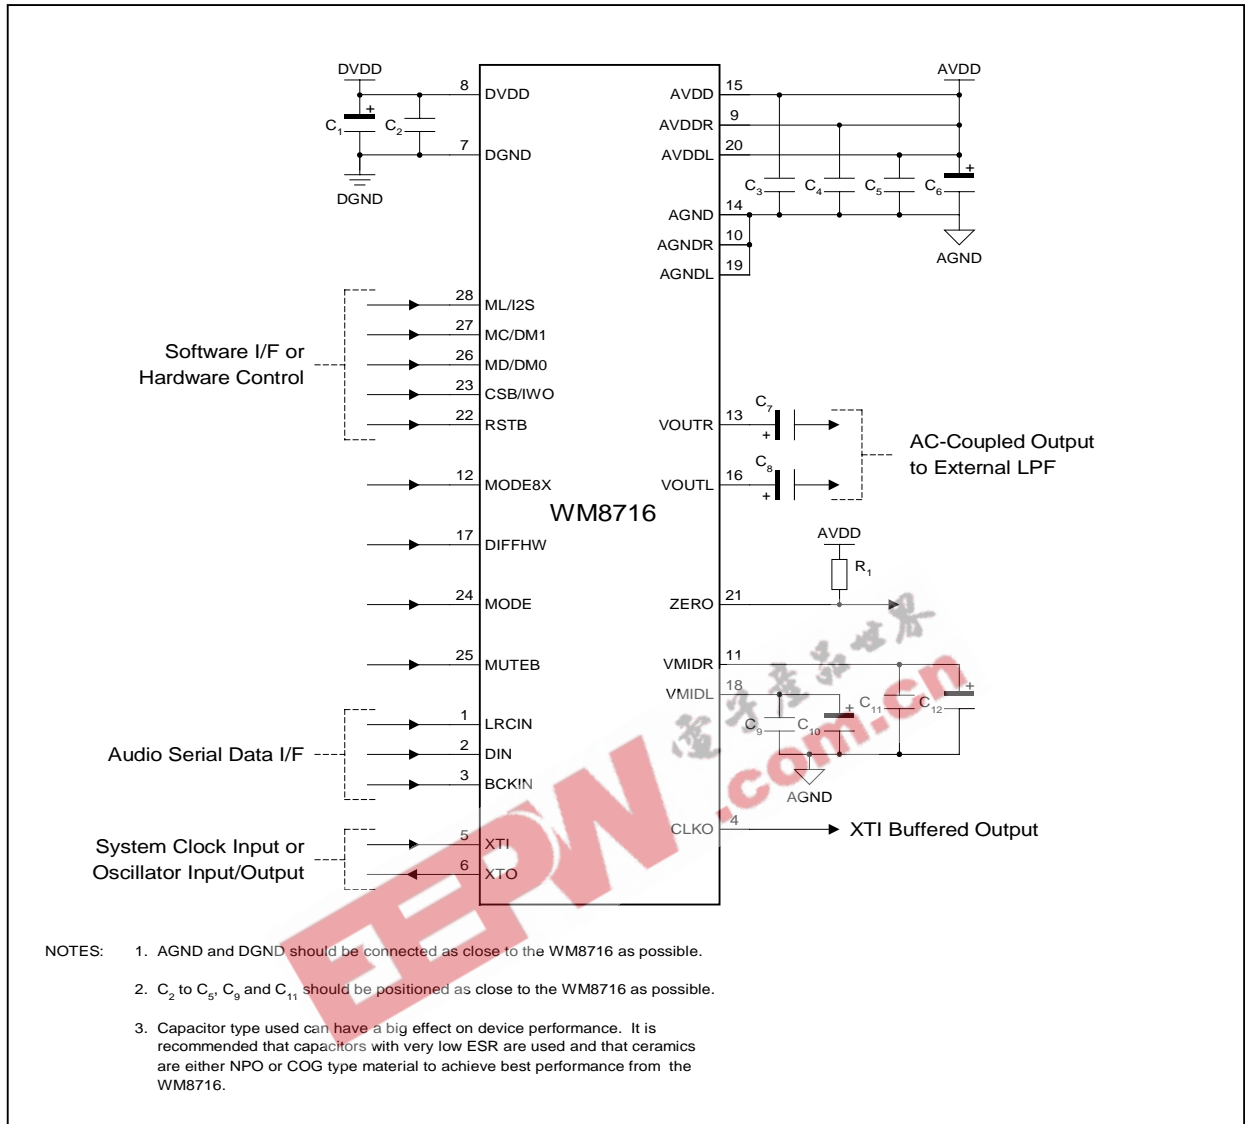 DVDD
AVDD
8 DVDD
AVDD 15
AVDDR 9
C1 + C2
7 DGND
AVDDL 20
DGND
C3 C4 C5 C6 +
AGND 14
AGNDR 10
AGND
AGNDL 19
28 ML/I2S
27 MC/DM1
Software I/F or
Hardware Control
26 MD/DM0
23 CSB/IWO
22 RSTB
VOUTR 13 C7 +
AC-Coupled Output
to External LPF
12 MODE8X
VOUTL 16 C8 +
WM8716
17 DIFFHW
AVDD
R1
24 MODE
ZERO 21
25 MUTEB
VMIDR 11
VMIDL 18
C9 C10 + C11 C12 +
AGND
1 LRCIN
Audio Serial Data I/F
2 DIN
3 BCKIN
CLKO 4 XTI Buffered Output
System Clock Input or
Oscillator Input/Output
5 XTI
6 XTO
電子產品世界
EEPW.com.cn
NOTES: 1. AGND and DGND should be connected as close to the WM8716 as possible.
2. C2 to C5, C9 and C11 should be positioned as close to the WM8716 as possible.
3. Capacitor type used can have a big effect on device performance. It is
recommended that capacitors with very low ESR are used and that ceramics
are either NPO or COG type material to achieve best performance from the
WM8716.